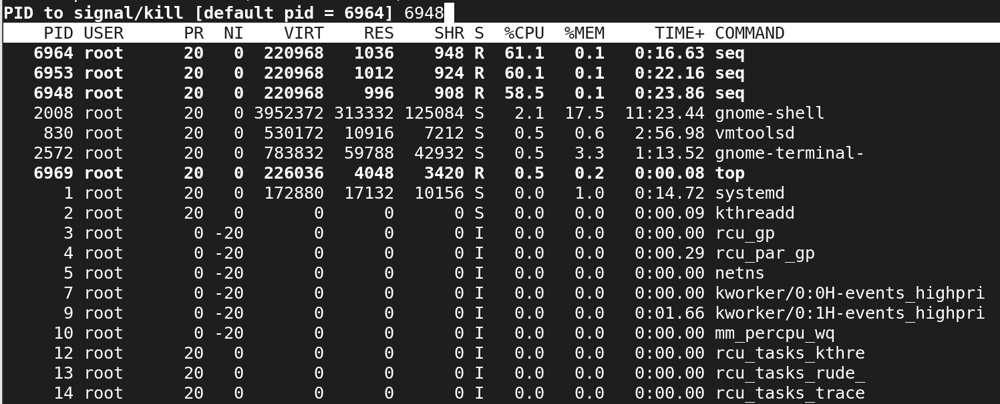 PID to signal/kill [default pid = 6964] 6948
PID USER PR NI VIRT RES SHR S %CPU %MEM TIME+ COMMAND
6964 root 20 0 220968 1036 948 R 61.1 0.1 0:16.63 seq
6953 root 20 0 220968 1012 924 R 60.1 0.1 0:22.16 seq
6948 root 20 0 220968 996 908 R 58.5 0.1 0:23.86 seq
2008 root 20 0 3952372 313332 125084 S 2.1 17.5 11:23.44 gnome-shell
830 root 20 0 530172 10916 7212 S 0.5 0.6 2:56.98 vmtoolsd
2572 root 20 0 783832 59788 42932 S 0.5 3.3 1:13.52 gnome-terminal-
6969 root 20 0 226036 4048 3420 R 0.5 0.2 0:00.08 top
1 root 20 0 172880 17132 10156 S 0.0 1.0 0:14.72 systemd
2 root 20 0 0 0 0 S 0.0 0.0 0:00.09 kthreadd
3 root 0 -20 0 0 0 I 0.0 0.0 0:00.00 rcu_gp
4 root 0 -20 0 0 0 I 0.0 0.0 0:00.29 rcu_par_gp
5 root 0 -20 0 0 0 I 0.0 0.0 0:00.00 netns
7 root 0 -20 0 0 0 I 0.0 0.0 0:00.00 kworker/0:0H-events_highpri
9 root 0 -20 0 0 0 I 0.0 0.0 0:01.66 kworker/0:1H-events_highpri
10 root 0 -20 0 0 0 I 0.0 0.0 0:00.00 mm_percpu_wq
12 root 20 0 0 0 0 I 0.0 0.0 0:00.00 rcu_tasks_kthre
13 root 20 0 0 0 0 I 0.0 0.0 0:00.00 rcu_tasks_rude_
14 root 20 0 0 0 0 I 0.0 0.0 0:00.00 rcu_tasks_trace